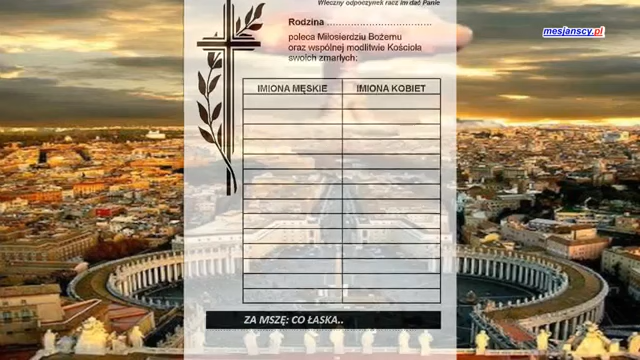 Wieczny odpoczynek racz im dać Panie
mesjanscy.pl
Rodzina ....................................
poleca Miłosierdziu Bożemu
oraz wspólnej modlitwie Kościoła
swoich zmarłych:
IMIONA MĘSKIE IMIONA KOBIET
ZA MSZĘ: CO ŁASKA..